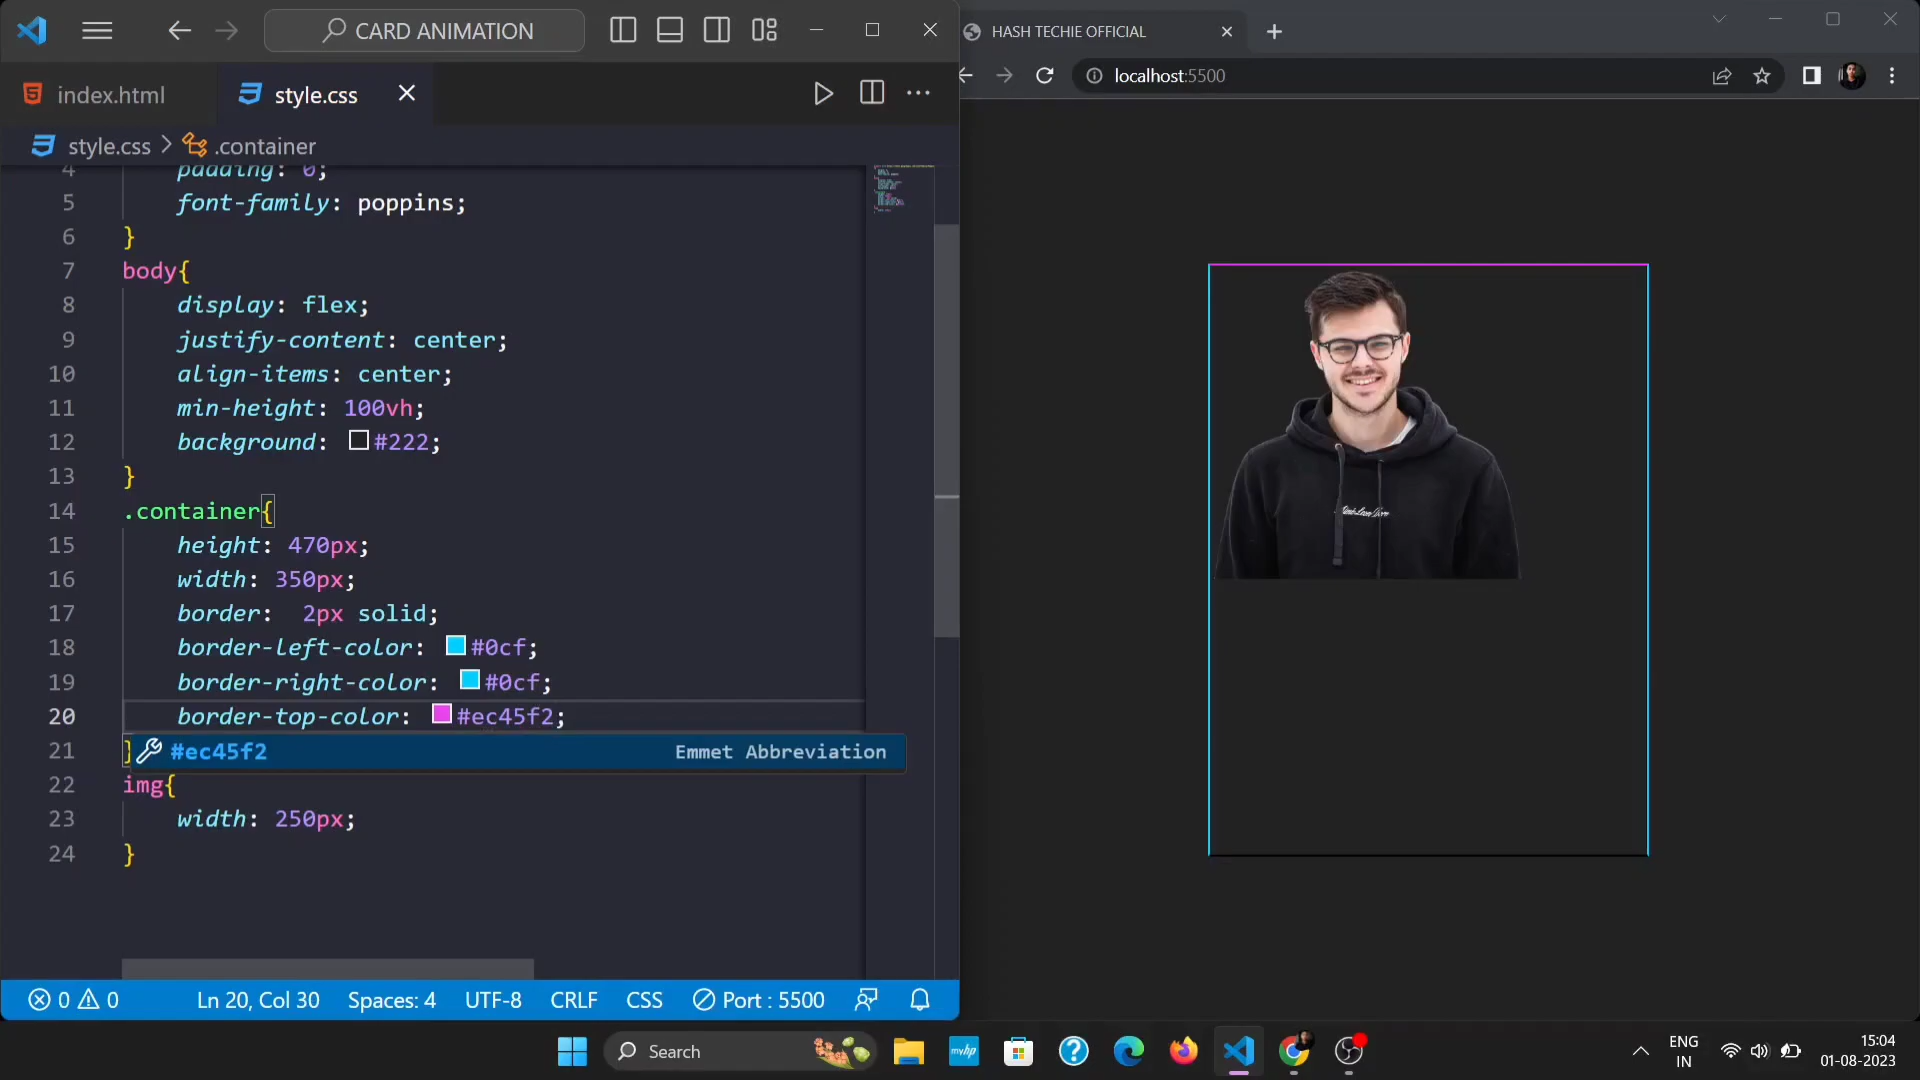 CARD ANIMATION
index.html
style.css
style.css > .container
4 padding: 0;
5 font-family: poppins;
6 }
7 body{
8 display: flex;
9 justify-content: center;
10 align-items: center;
11 min-height: 100vh;
12 background: #222;
13 }
14 .container{
15 height: 470px;
16 width: 350px;
17 border:  2px solid;
18 border-left-color: #0cf;
19 border-right-color: #0cf;
20 border-top-color: #ec45f2;
21 }
#ec45f2 Emmet Abbreviation
22 img{
23 width: 250px;
24 }
0 0 Ln 20, Col 30 Spaces: 4 UTF-8 CRLF CSS Port : 5500
HASH TECHIE OFFICIAL
localhost:5500
Search
myhp
ENG
IN
15:04
01-08-2023